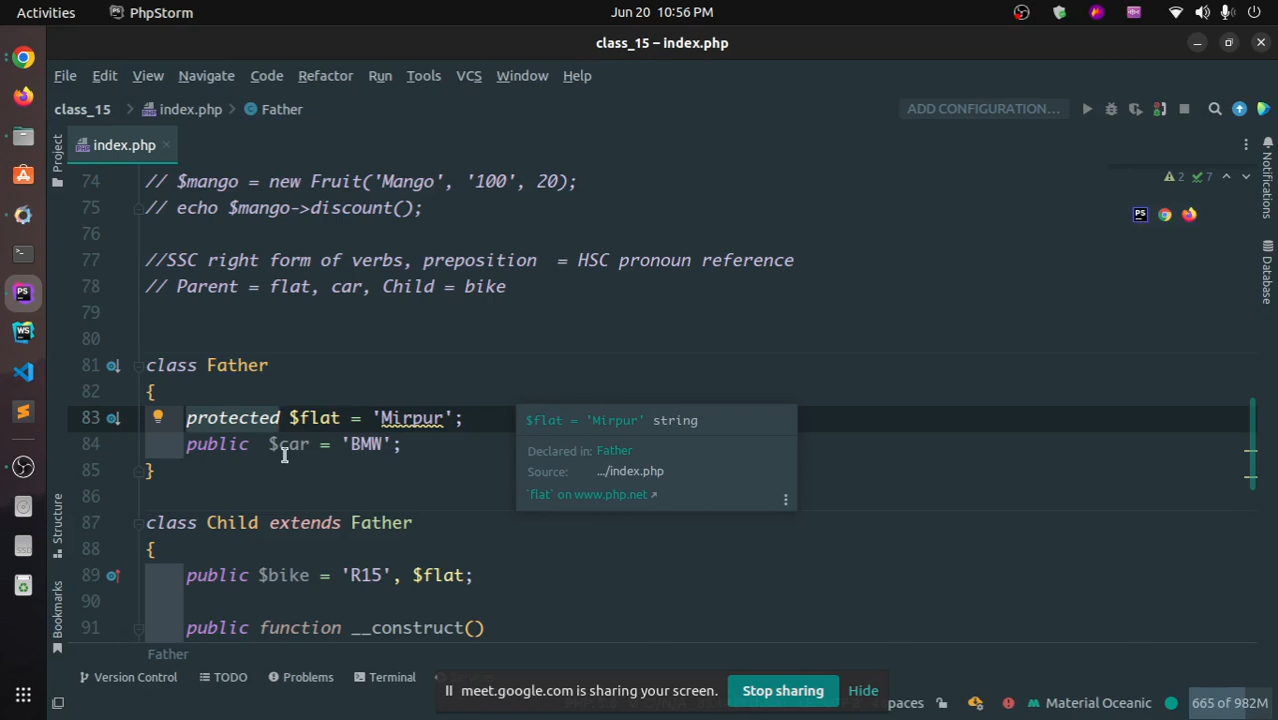 Activities PhpStorm Jun 20 10:56 PM
class_15 – index.php
File Edit View Navigate Code Refactor Run Tools VCS Window Help
class_15 index.php Father ADD CONFIGURATION...
Project
index.php
Notifications
Database
74 // $mango = new Fruit('Mango', '100', 20);
2 7
75 // echo $mango->discount();
76
77 //SSC right form of verbs, preposition = HSC pronoun reference
78 // Parent = flat, car, Child = bike
79
80
81 class Father
82 {
83 protected $flat = 'Mirpur';
84 public $car = 'BMW';
85 }
86
87 class Child extends Father
88 {
89 public $bike = 'R15', $flat;
90
91 public function __construct()
$flat = 'Mirpur' string
Declared in: Father
Source: .../index.php
`flat` on www.php.net
Structure
Bookmarks
Father
Version Control TODO Problems Terminal
meet.google.com is sharing your screen. Stop sharing Hide
Material Oceanic 665 of 982M